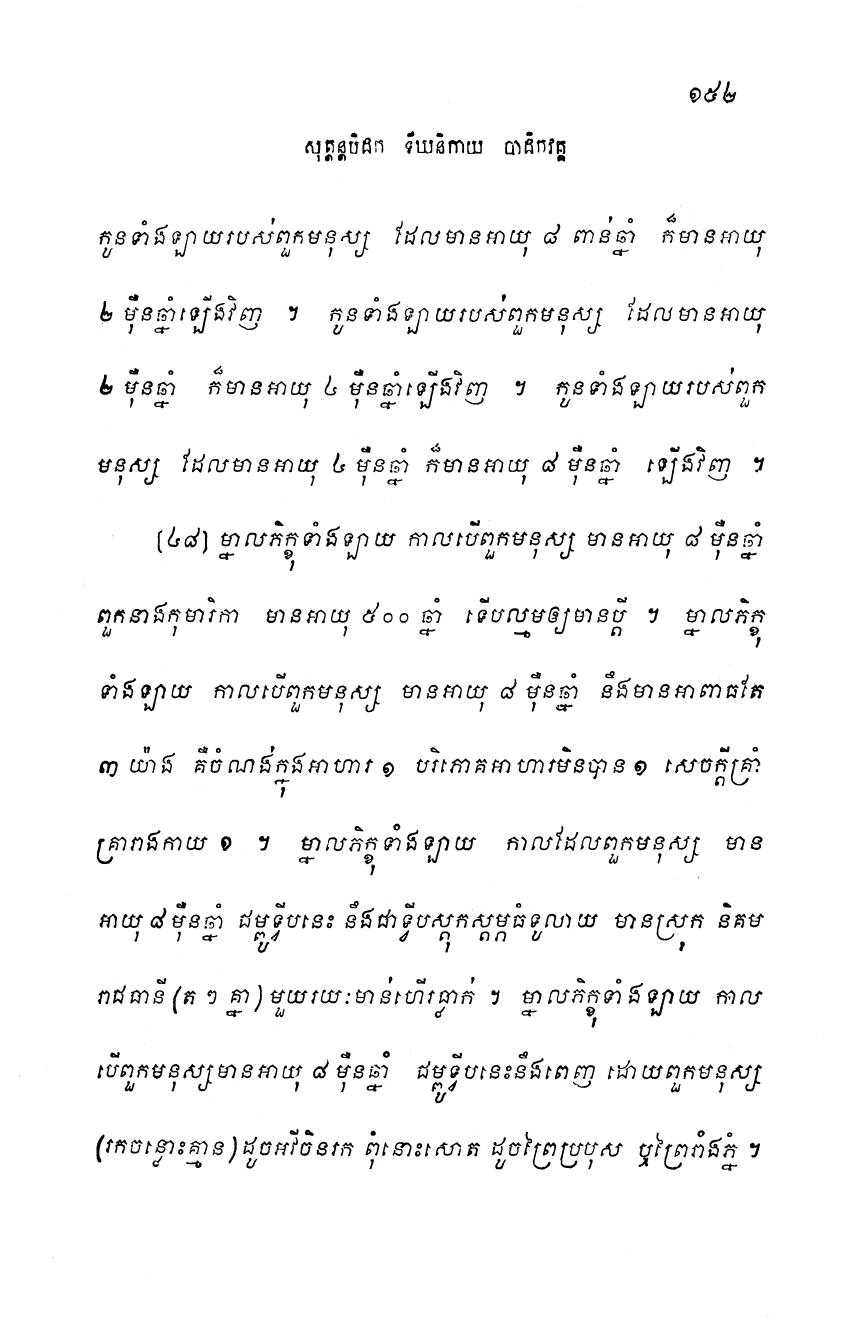 ១៥២
សុត្តន្តបិដក ទីឃនិកាយ បាដិកវគ្គ
កូនទាំងឡាយរបស់ពួកមនុស្ស ដែលមានអាយុ ៨ ពាន់ឆ្នាំ ក៏មានអាយុ
២ ម៉ឺនឆ្នាំឡើងវិញ ។ កូនទាំងឡាយរបស់ពួកមនុស្ស ដែលមានអាយុ
២ ម៉ឺនឆ្នាំ ក៏មានអាយុ ៤ ម៉ឺនឆ្នាំឡើងវិញ ។ កូនទាំងឡាយរបស់ពួក
មនុស្ស ដែលមានអាយុ ៤ ម៉ឺនឆ្នាំ ក៏មានអាយុ ៨ ម៉ឺនឆ្នាំ ឡើងវិញ ។
(៤៨) ម្នាលភិក្ខុទាំងឡាយ កាលបើពួកមនុស្ស មានអាយុ ៨ ម៉ឺនឆ្នាំ
ពួកនាងកុមារិកា មានអាយុ ៥០០ ឆ្នាំ ទើបល្មមឲ្យមានប្តី ។ ម្នាលភិក្ខុ
ទាំងឡាយ កាលបើពួកមនុស្ស មានអាយុ ៨ ម៉ឺនឆ្នាំ នឹងមានអាពាធតែ
៣ យ៉ាង គឺចំណង់ក្នុងអាហារ ១ បរិភោគអាហារមិនបាន ១ សេចក្តីគ្រាំ
គ្រារាងកាយ ១ ។ ម្នាលភិក្ខុទាំងឡាយ កាលដែលពួកមនុស្ស មាន
អាយុ ៨ ម៉ឺនឆ្នាំ ជម្ពូទ្វីបនេះ នឹងជាទ្វីបស្តុកស្តម្ភធំទូលាយ មានស្រុក និគម
រាជធានី (ត ៗ គ្នា) មួយរយៈមាន់ហើរធ្លាក់ ។ ម្នាលភិក្ខុទាំងឡាយ កាល
បើពួកមនុស្សមានអាយុ ៨ ម៉ឺនឆ្នាំ ជម្ពូទ្វីបនេះនឹងពេញ ដោយពួកមនុស្ស
(រកចន្លោះគ្មាន) ដូចអវីចិនរក ពុំនោះសោត ដូចព្រៃប្របុស ឬព្រៃរាំងភ្នំ ។